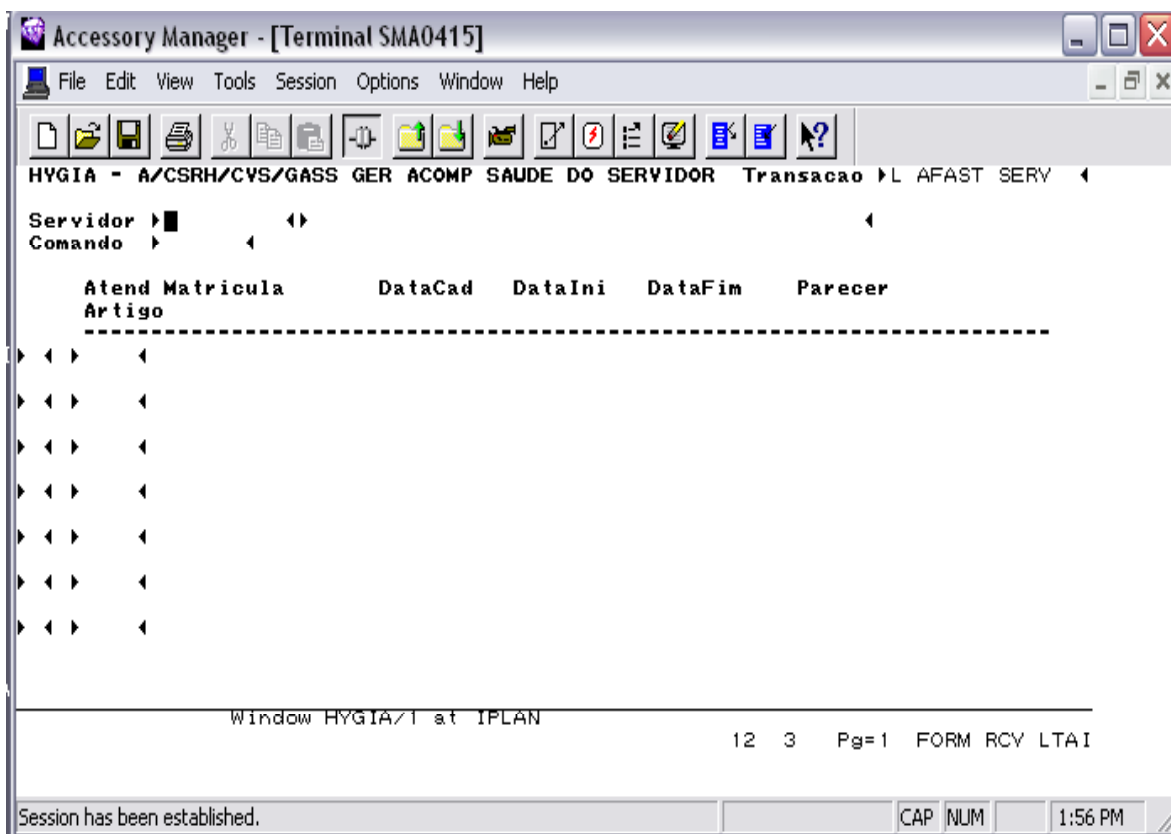 Accessory Manager - [Terminal SMA0415]
File Edit View Tools Session Options Window Help
HYGIA - A/CSRH/CVS/GASS GER ACOMP SAUDE DO SERVIDOR Transacao L AFAST SERV
Servidor
Comando
Atend Matricula DataCad DataIni DataFim Parecer
Artigo
Window HYGIA/1 at IPLAN
12 3 Pg=1 FORM RCV LTAI
Session has been established. CAP NUM 1:56 PM